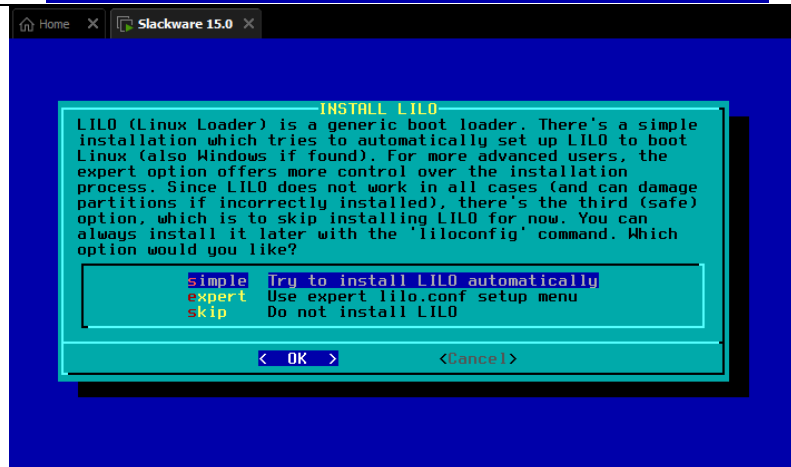 Home
Slackware 15.0
INSTALL LILO
LILO (Linux Loader) is a generic boot loader. There's a simple
installation which tries to automatically set up LILO to boot
Linux (also Windows if found). For more advanced users, the
expert option offers more control over the installation
process. Since LILO does not work in all cases (and can damage
partitions if incorrectly installed), there's the third (safe)
option, which is to skip installing LILO for now. You can
always install it later with the 'liloconfig' command. Which
option would you like?
simple Try to install LILO automatically
expert Use expert lilo.conf setup menu
skip Do not install LILO
< OK > <Cancel>